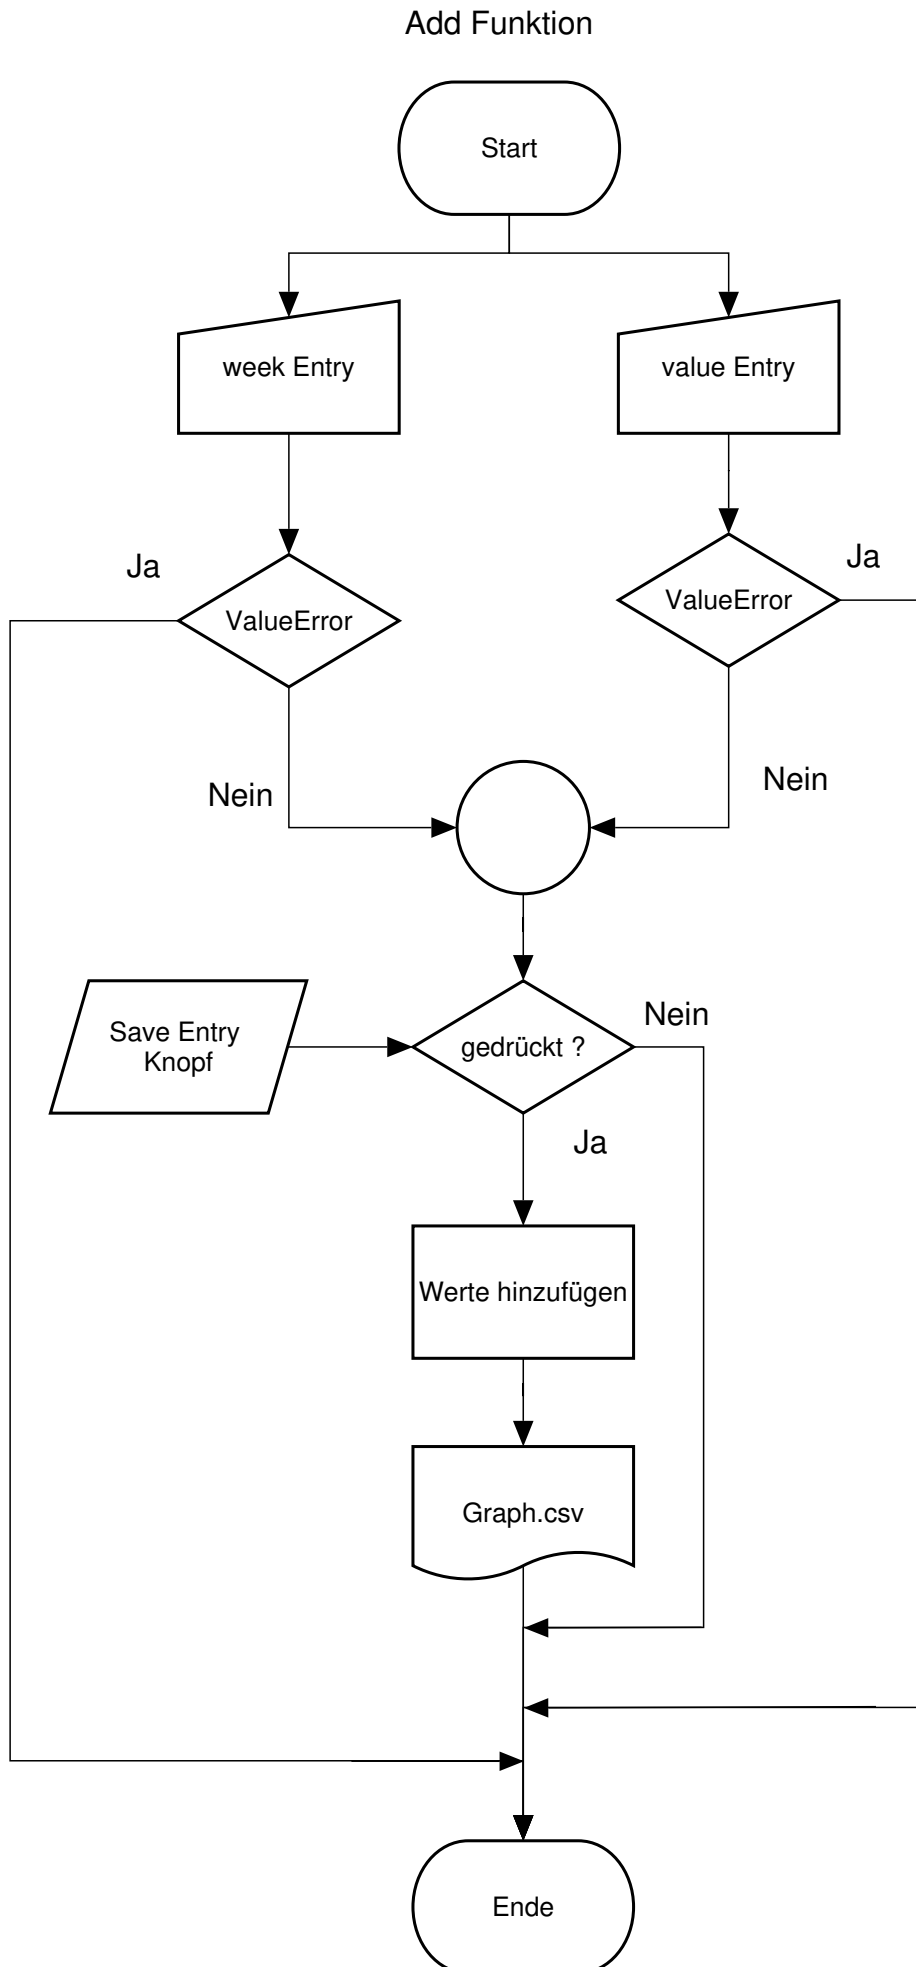 Add Funktion
Start
week Entry
value Entry
Ja
ValueError
ValueError
Ja
Nein
Nein
Save Entry
Knopf
gedrückt ?
Nein
Ja
Werte hinzufügen
Graph.csv
Ende